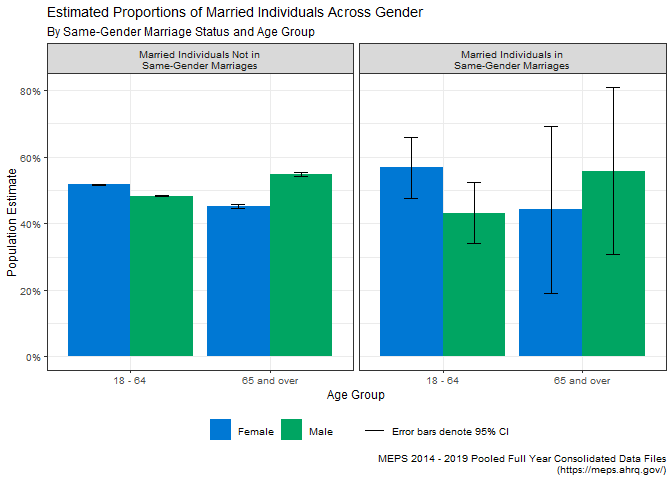 Estimated Proportions of Married Individuals Across Gender
By Same-Gender Marriage Status and Age Group
Married Individuals Not in
Same-Gender Marriages
Married Individuals in
Same-Gender Marriages
80%
60%
40%
20%
0%
Population Estimate
18 - 64
65 and over
18 - 64
65 and over
Age Group
Female
Male
Error bars denote 95% CI
MEPS 2014 - 2019 Pooled Full Year Consolidated Data Files
(https://meps.ahrq.gov/)